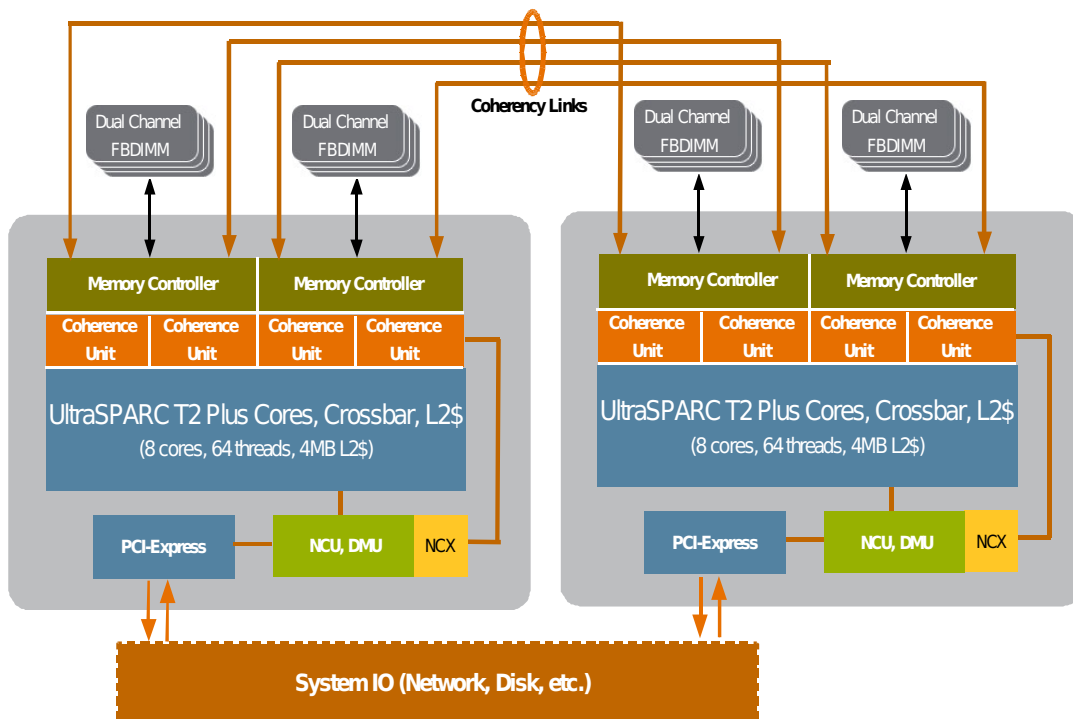 Coherency Links
Dual Channel
FBDIMM
Dual Channel
FBDIMM
Dual Channel
FBDIMM
Dual Channel
FBDIMM
Memory Controller
Memory Controller
Coherence
Unit
Coherence
Unit
Coherence
Unit
Coherence
Unit
UltraSPARC T2 Plus Cores, Crossbar, L2$
(8 cores, 64 threads, 4MB L2$)
PCI-Express
NCU, DMU
NCX
Memory Controller
Memory Controller
Coherence
Unit
Coherence
Unit
Coherence
Unit
Coherence
Unit
UltraSPARC T2 Plus Cores, Crossbar, L2$
(8 cores, 64 threads, 4MB L2$)
PCI-Express
NCU, DMU
NCX
System IO (Network, Disk, etc.)